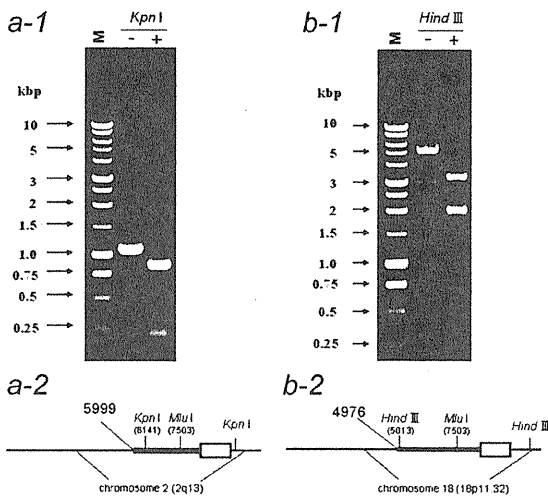 a-1
Kpn I
M - +
kbp
10
5
3
2
1.5
1.0
0.75
0.5
0.25
b-1
Hind III
M - +
kbp
10
5
3
2
1.5
1.0
0.75
0.5
0.25
a-2
5999
Kpn I
(6141)
Mlu I
(7503)
Kpn I
chromosome 2 (2q13)
b-2
4976
Hind III
(5013)
Mlu I
(7503)
Hind III
chromosome 18 (18p11.32)